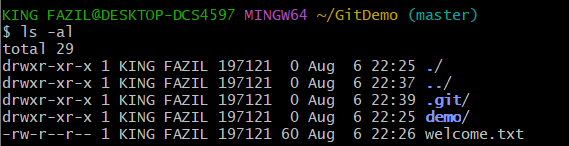 KING FAZIL@DESKTOP-DCS4597 MINGW64 ~/GitDemo (master)
$ ls -al
total 29
drwxr-xr-x 1 KING FAZIL 197121  0 Aug  6 22:25 ./
drwxr-xr-x 1 KING FAZIL 197121  0 Aug  6 22:37 ../
drwxr-xr-x 1 KING FAZIL 197121  0 Aug  6 22:39 .git/
drwxr-xr-x 1 KING FAZIL 197121  0 Aug  6 22:25 demo/
-rw-r--r-- 1 KING FAZIL 197121 60 Aug  6 22:26 welcome.txt